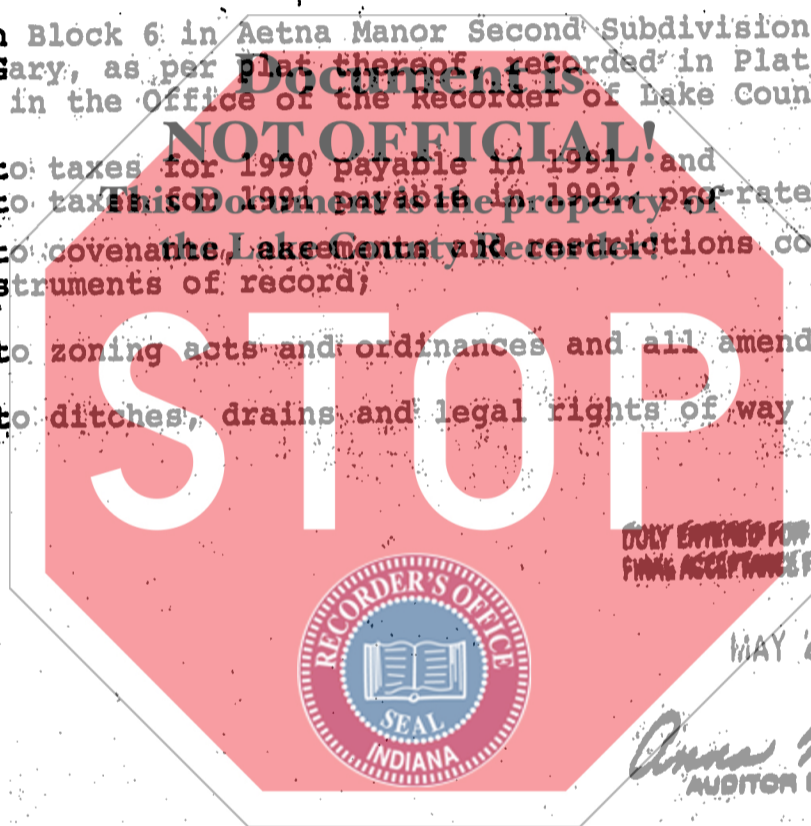 Block 6 in Aetna Manor Second Subdivision
ary, as per plat thereof, recorded in Plat
in the Office of the Recorder of Lake Coun
Document is
NOT OFFICIAL!
to taxes for 1990 payable in 1991, and
to taxes for 1991 payable in 1992, pro-rate
This Document is the property of
the Lake County Recorder!
to covenants, easements and restrictions co
struments of record;
to zoning acts and ordinances and all amend
to ditches, drains and legal rights of way
STOP
DULY ENTERED FOR
FINAL ACCEPTANCE F
RECORDER'S OFFICE
SEAL
INDIANA
MAY 2
Anna
AUDITOR